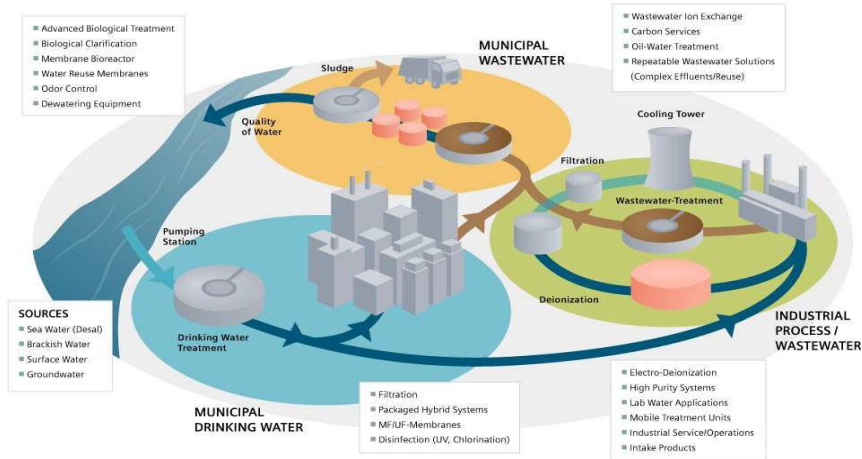 Advanced Biological Treatment
Biological Clarification
Membrane Bioreactor
Water Reuse Membranes
Odor Control
Dewatering Equipment
Wastewater Ion Exchange
Carbon Services
Oil-Water Treatment
Repeatable Wastewater Solutions
(Complex Effluents/Reuse)
MUNICIPAL
WASTEWATER
Sludge
Quality
of Water
Cooling Tower
Filtration
Wastewater-Treatment
Deionization
INDUSTRIAL
PROCESS /
WASTEWATER
Pumping
Station
Drinking Water
Treatment
SOURCES
Sea Water (Desal)
Brackish Water
Surface Water
Groundwater
MUNICIPAL
DRINKING WATER
Filtration
Packaged Hybrid Systems
MF/UF-Membranes
Disinfection (UV, Chlorination)
Electro-Deionization
High Purity Systems
Lab Water Applications
Mobile Treatment Units
Industrial Service/Operations
Intake Products